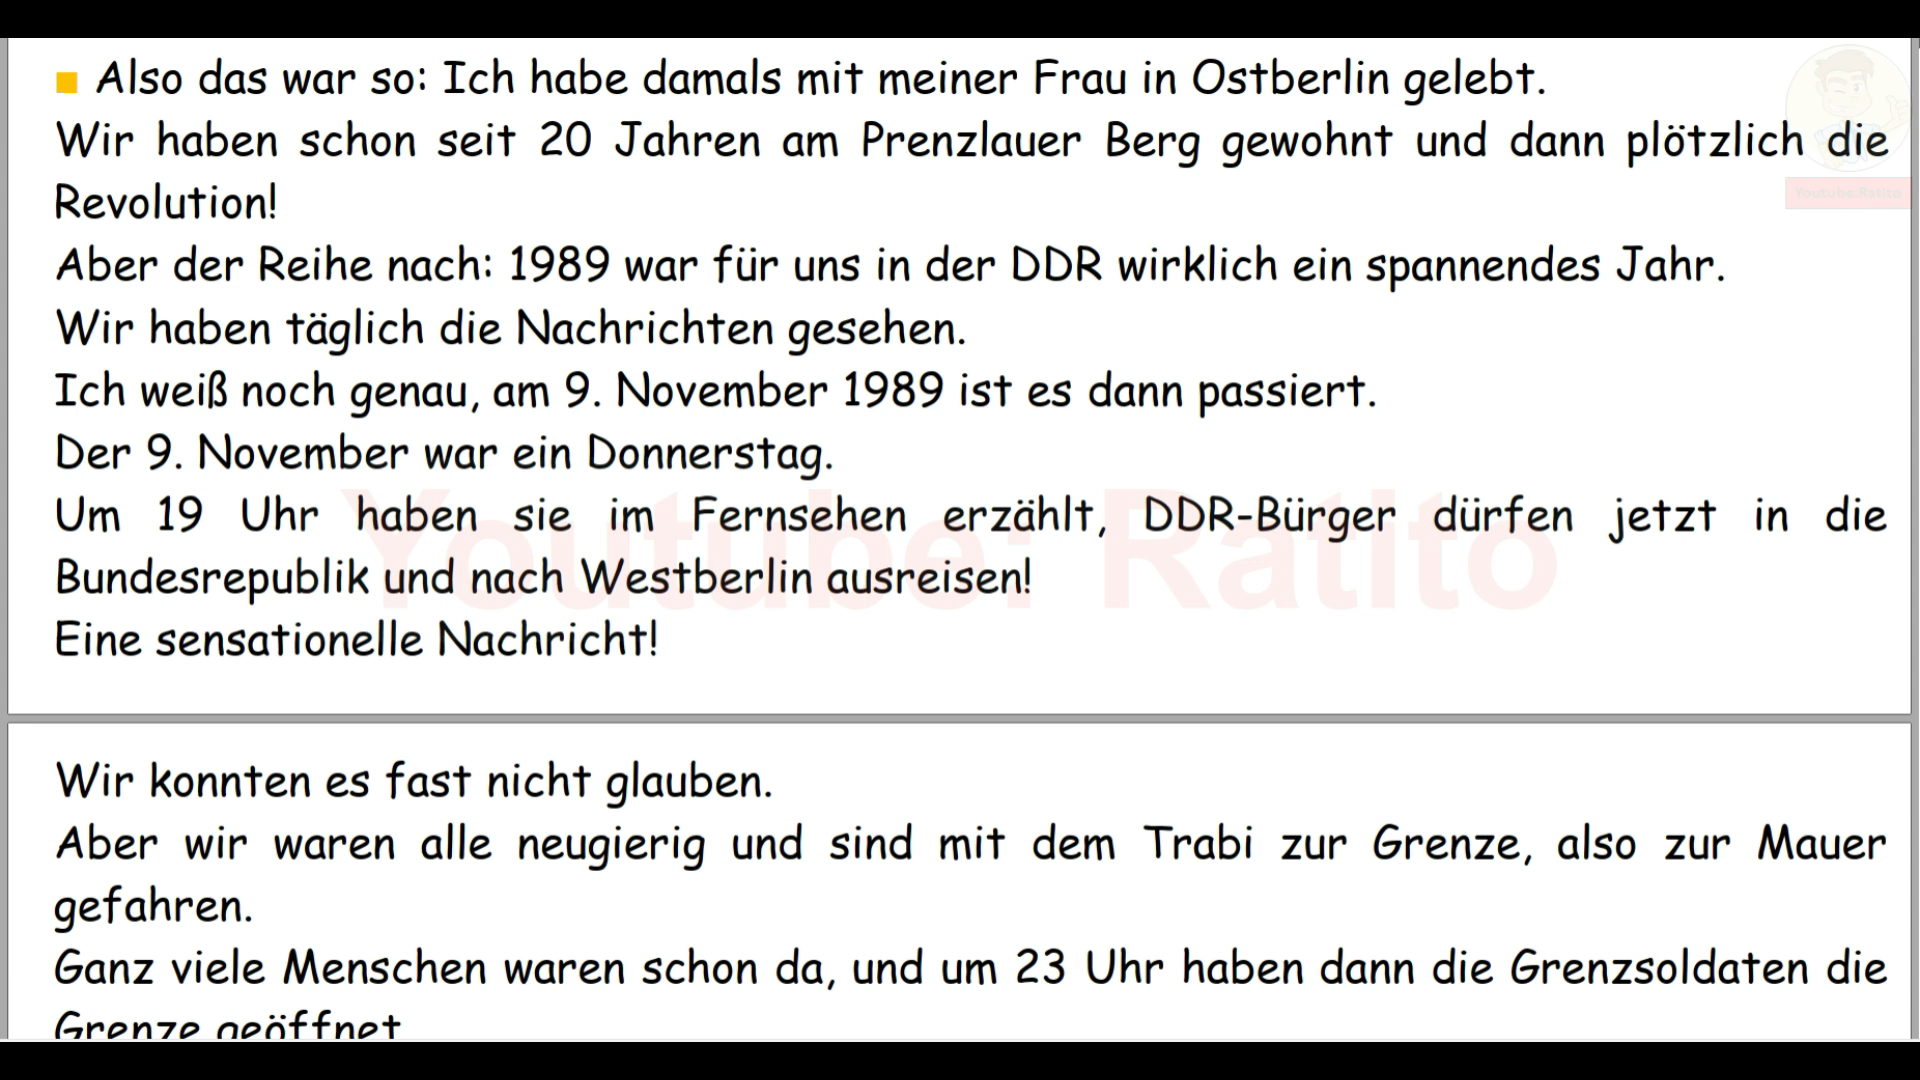 Also das war so: Ich habe damals mit meiner Frau in Ostberlin gelebt.
Wir haben schon seit 20 Jahren am Prenzlauer Berg gewohnt und dann plötzlich die
Revolution!
Aber der Reihe nach: 1989 war für uns in der DDR wirklich ein spannendes Jahr.
Wir haben täglich die Nachrichten gesehen.
Ich weiß noch genau, am 9. November 1989 ist es dann passiert.
Der 9. November war ein Donnerstag.
Um 19 Uhr haben sie im Fernsehen erzählt, DDR-Bürger dürfen jetzt in die
Bundesrepublik und nach Westberlin ausreisen!
Eine sensationelle Nachricht!
Wir konnten es fast nicht glauben.
Aber wir waren alle neugierig und sind mit dem Trabi zur Grenze, also zur Mauer
gefahren.
Ganz viele Menschen waren schon da, und um 23 Uhr haben dann die Grenzsoldaten die
Grenze geöffnet
Youtube: Ratito
Youtube:Ratito